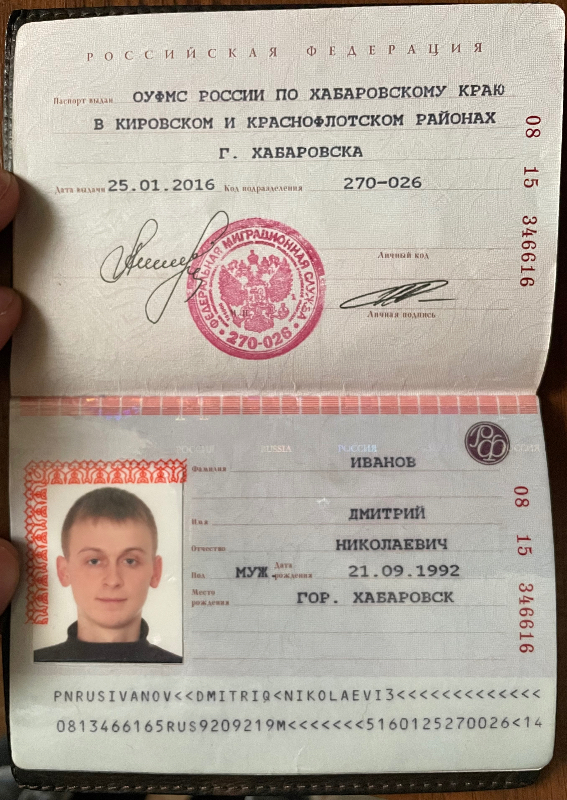 РОССИЙСКАЯ ФЕДЕРАЦИЯ
Паспорт выдан ОУФМС РОССИИ ПО ХАБАРОВСКОМУ КРАЮ
В КИРОВСКОМ И КРАСНОФЛОТСКОМ РАЙОНАХ
Г. ХАБАРОВСКА
Дата выдачи 25.01.2016 Код подразделения 270-026
08 15 346616
Личный код
Личная подпись
ФЕДЕРАЛЬНАЯ МИГРАЦИОННАЯ СЛУЖБА
270-026
РОССИЯ RUSSIA РОССИЯ РОССИЯ
РФ
Фамилия ИВАНОВ
Имя ДМИТРИЙ
Отчество НИКОЛАЕВИЧ
Пол МУЖ. Дата рождения 21.09.1992
Место рождения ГОР. ХАБАРОВСК
08 15 346616
PNRUSIVANOV<<DMITRIQ<NIKOLAEVI3<<<<<<<<<<<<<
0813466165RUS9209219M<<<<<<<5160125270026<14